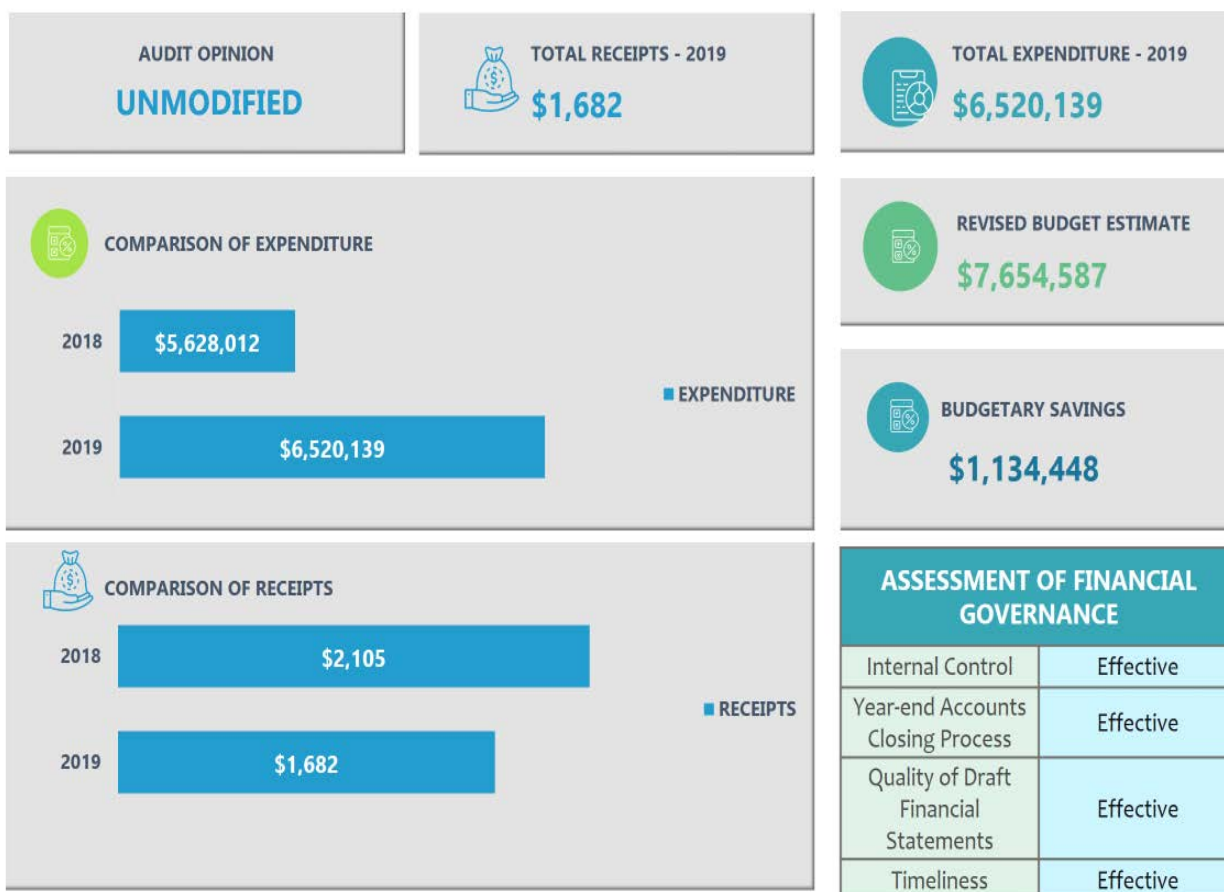 AUDIT OPINION
UNMODIFIED
TOTAL RECEIPTS - 2019
$1,682
TOTAL EXPENDITURE - 2019
$6,520,139
COMPARISON OF EXPENDITURE
2018
$5,628,012
EXPENDITURE
2019
$6,520,139
REVISED BUDGET ESTIMATE
$7,654,587
BUDGETARY SAVINGS
$1,134,448
COMPARISON OF RECEIPTS
2018
$2,105
RECEIPTS
2019
$1,682
ASSESSMENT OF FINANCIAL
GOVERNANCE
Internal Control
Effective
Year-end Accounts
Closing Process
Effective
Quality of Draft
Financial
Statements
Effective
Timeliness
Effective